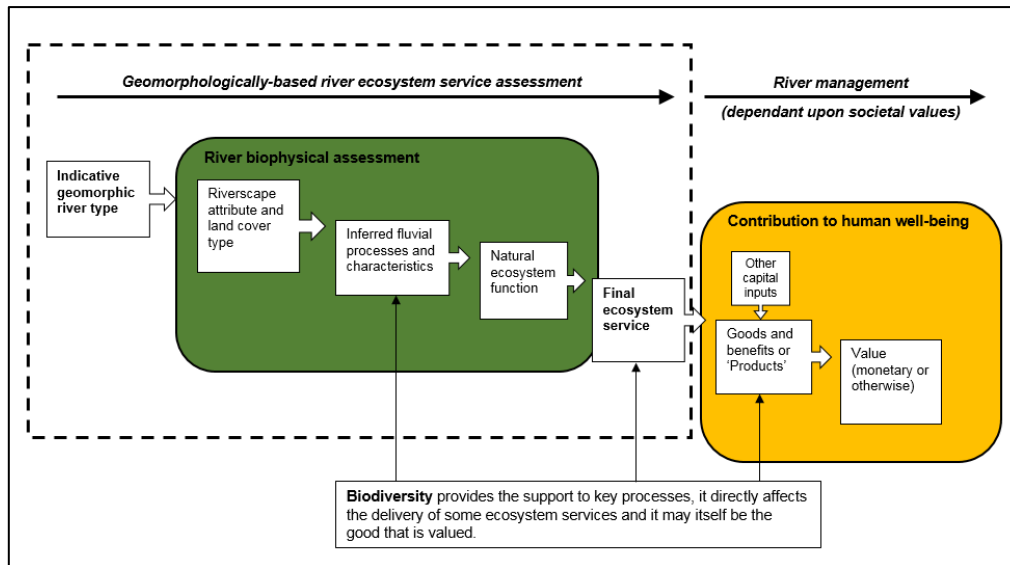 Geomorphologically-based river ecosystem service assessment
River management
(dependant upon societal values)
River biophysical assessment
Indicative
geomorphic
river type
Riverscape
attribute and
land cover
type
Inferred fluvial
processes and
characteristics
Natural
ecosystem
function
Final
ecosystem
service
Contribution to human well-being
Other
capital
inputs
Goods and
benefits or
‘Products’
Value
(monetary or
otherwise)
Biodiversity provides the support to key processes, it directly affects
the delivery of some ecosystem services and it may itself be the
good that is valued.